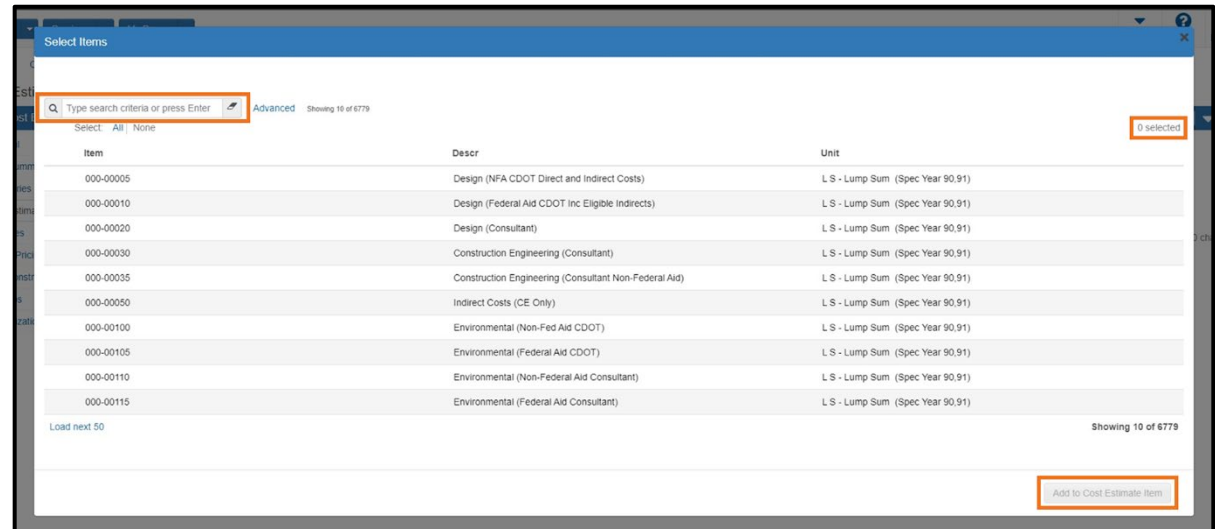 Select Items
×
Type search criteria or press Enter Advanced Showing 10 of 6779
Select: All | None
0 selected
Item Descr Unit
000-00005 Design (NFA CDOT Direct and Indirect Costs) L S - Lump Sum (Spec Year 90,91)
000-00010 Design (Federal Aid CDOT Inc Eligible Indirects) L S - Lump Sum (Spec Year 90,91)
000-00020 Design (Consultant) L S - Lump Sum (Spec Year 90,91)
000-00030 Construction Engineering (Consultant) L S - Lump Sum (Spec Year 90,91)
000-00035 Construction Engineering (Consultant Non-Federal Aid) L S - Lump Sum (Spec Year 90,91)
000-00050 Indirect Costs (CE Only) L S - Lump Sum (Spec Year 90,91)
000-00100 Environmental (Non-Fed Aid CDOT) L S - Lump Sum (Spec Year 90,91)
000-00105 Environmental (Federal Aid CDOT) L S - Lump Sum (Spec Year 90,91)
000-00110 Environmental (Non-Federal Aid Consultant) L S - Lump Sum (Spec Year 90,91)
000-00115 Environmental (Federal Aid Consultant) L S - Lump Sum (Spec Year 90,91)
Load next 50 Showing 10 of 6779
Add to Cost Estimate Item